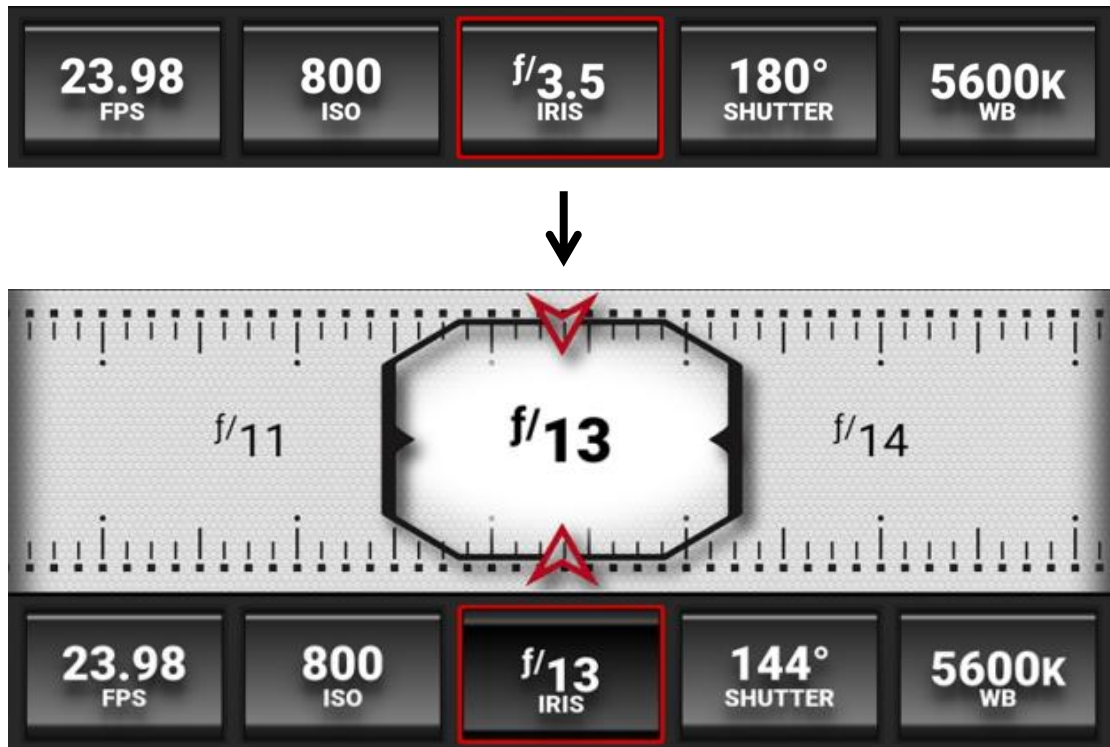 23.98 800 ƒ/3.5 180° 5600K
FPS ISO IRIS SHUTTER WB
ƒ/11 ƒ/13 ƒ/14
23.98 800 ƒ/13 144° 5600K
FPS ISO IRIS SHUTTER WB